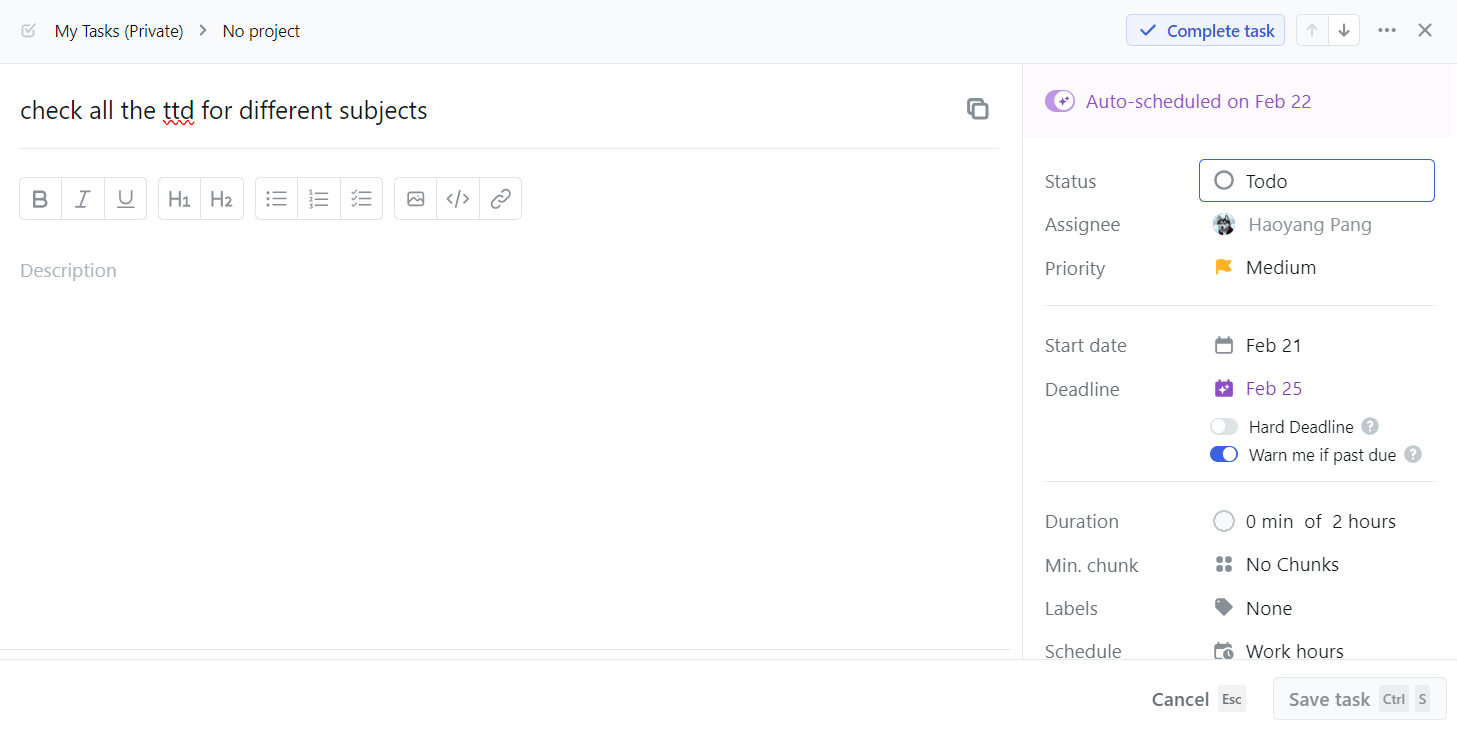 My Tasks (Private) > No project
Complete task
check all the ttd for different subjects
Auto-scheduled on Feb 22
B I U H1 H2
Description
Status Todo
Assignee Haoyang Pang
Priority Medium
Start date Feb 21
Deadline Feb 25
Hard Deadline ?
Warn me if past due ?
Duration 0 min of 2 hours
Min. chunk No Chunks
Labels None
Schedule Work hours
Cancel Esc Save task Ctrl S